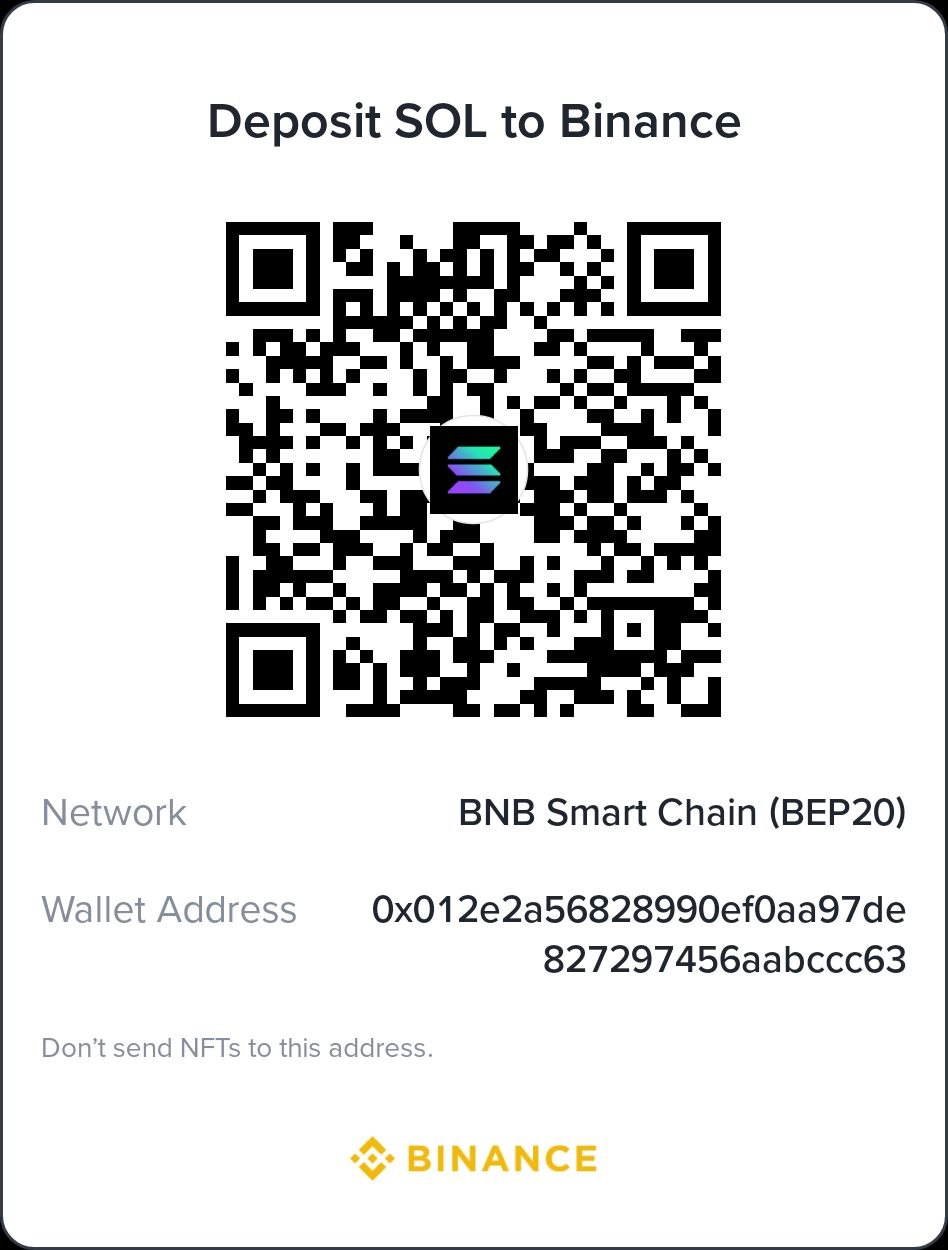 Deposit SOL to Binance
Network
BNB Smart Chain (BEP20)
Wallet Address
0x012e2a56828990ef0aa97de
827297456aabccc63
Don’t send NFTs to this address.
BINANCE